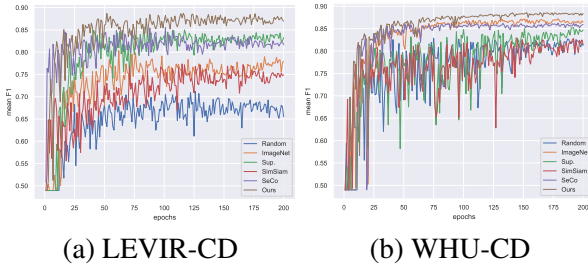 0.90
0.85
0.80
0.75
0.70
0.65
0.60
0.55
0.50
mean F1
0 25 50 75 100 125 150 175 200
epochs
Random
ImageNet
Sup.
SimSiam
SeCo
Ours
(a) LEVIR-CD
0.90
0.85
0.80
0.75
0.70
0.65
0.60
0.55
0.50
mean F1
0 25 50 75 100 125 150 175 200
epochs
Random
ImageNet
Sup.
SimSiam
SeCo
Ours
(b) WHU-CD